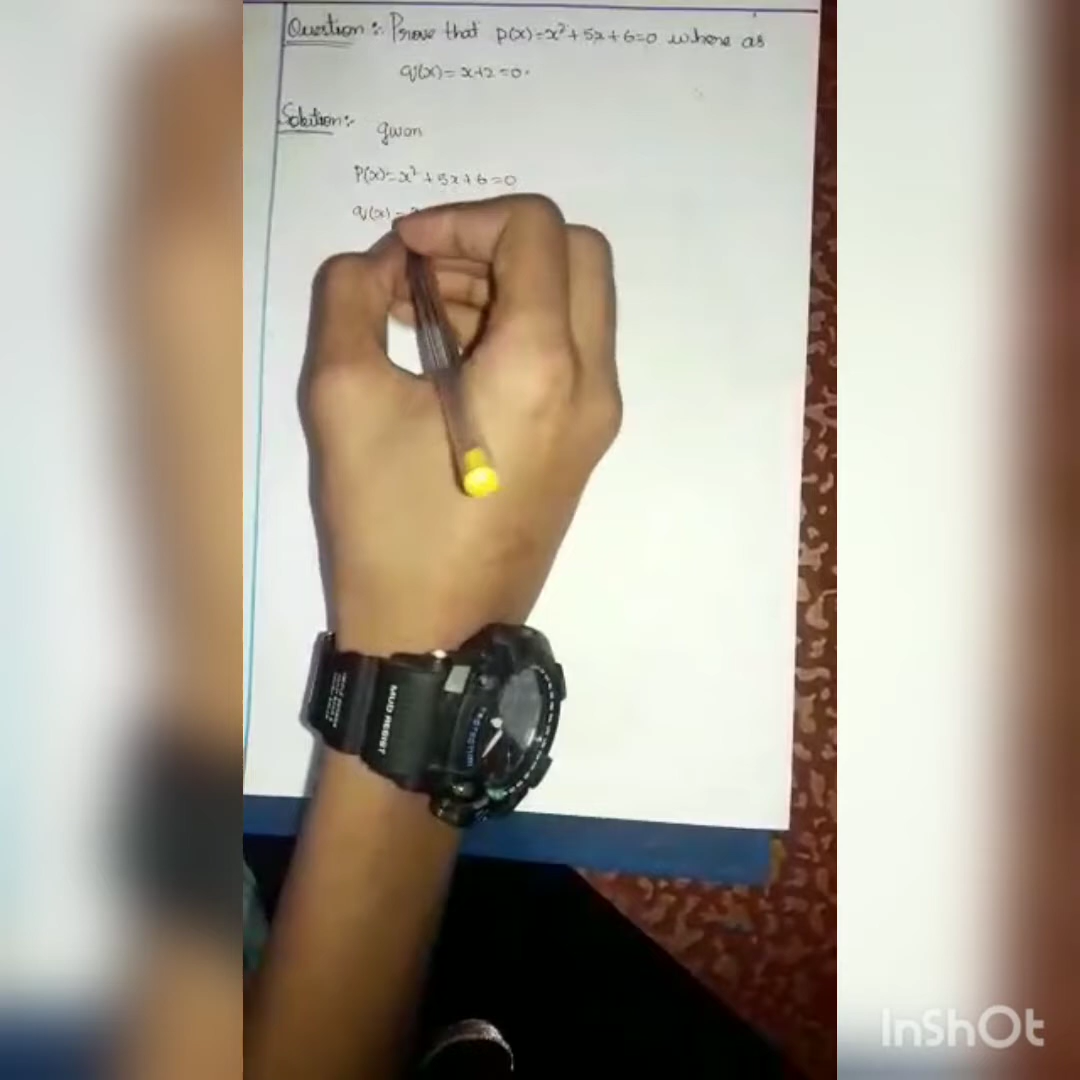 Question :- Prove that p(x)=x²+5x+6=0 where as
q(x)=x+2=0.
Solution:-
given
P(x)=x²+5x+6=0
q(x)=
MUD RESIST
PROTECTION
InShOt